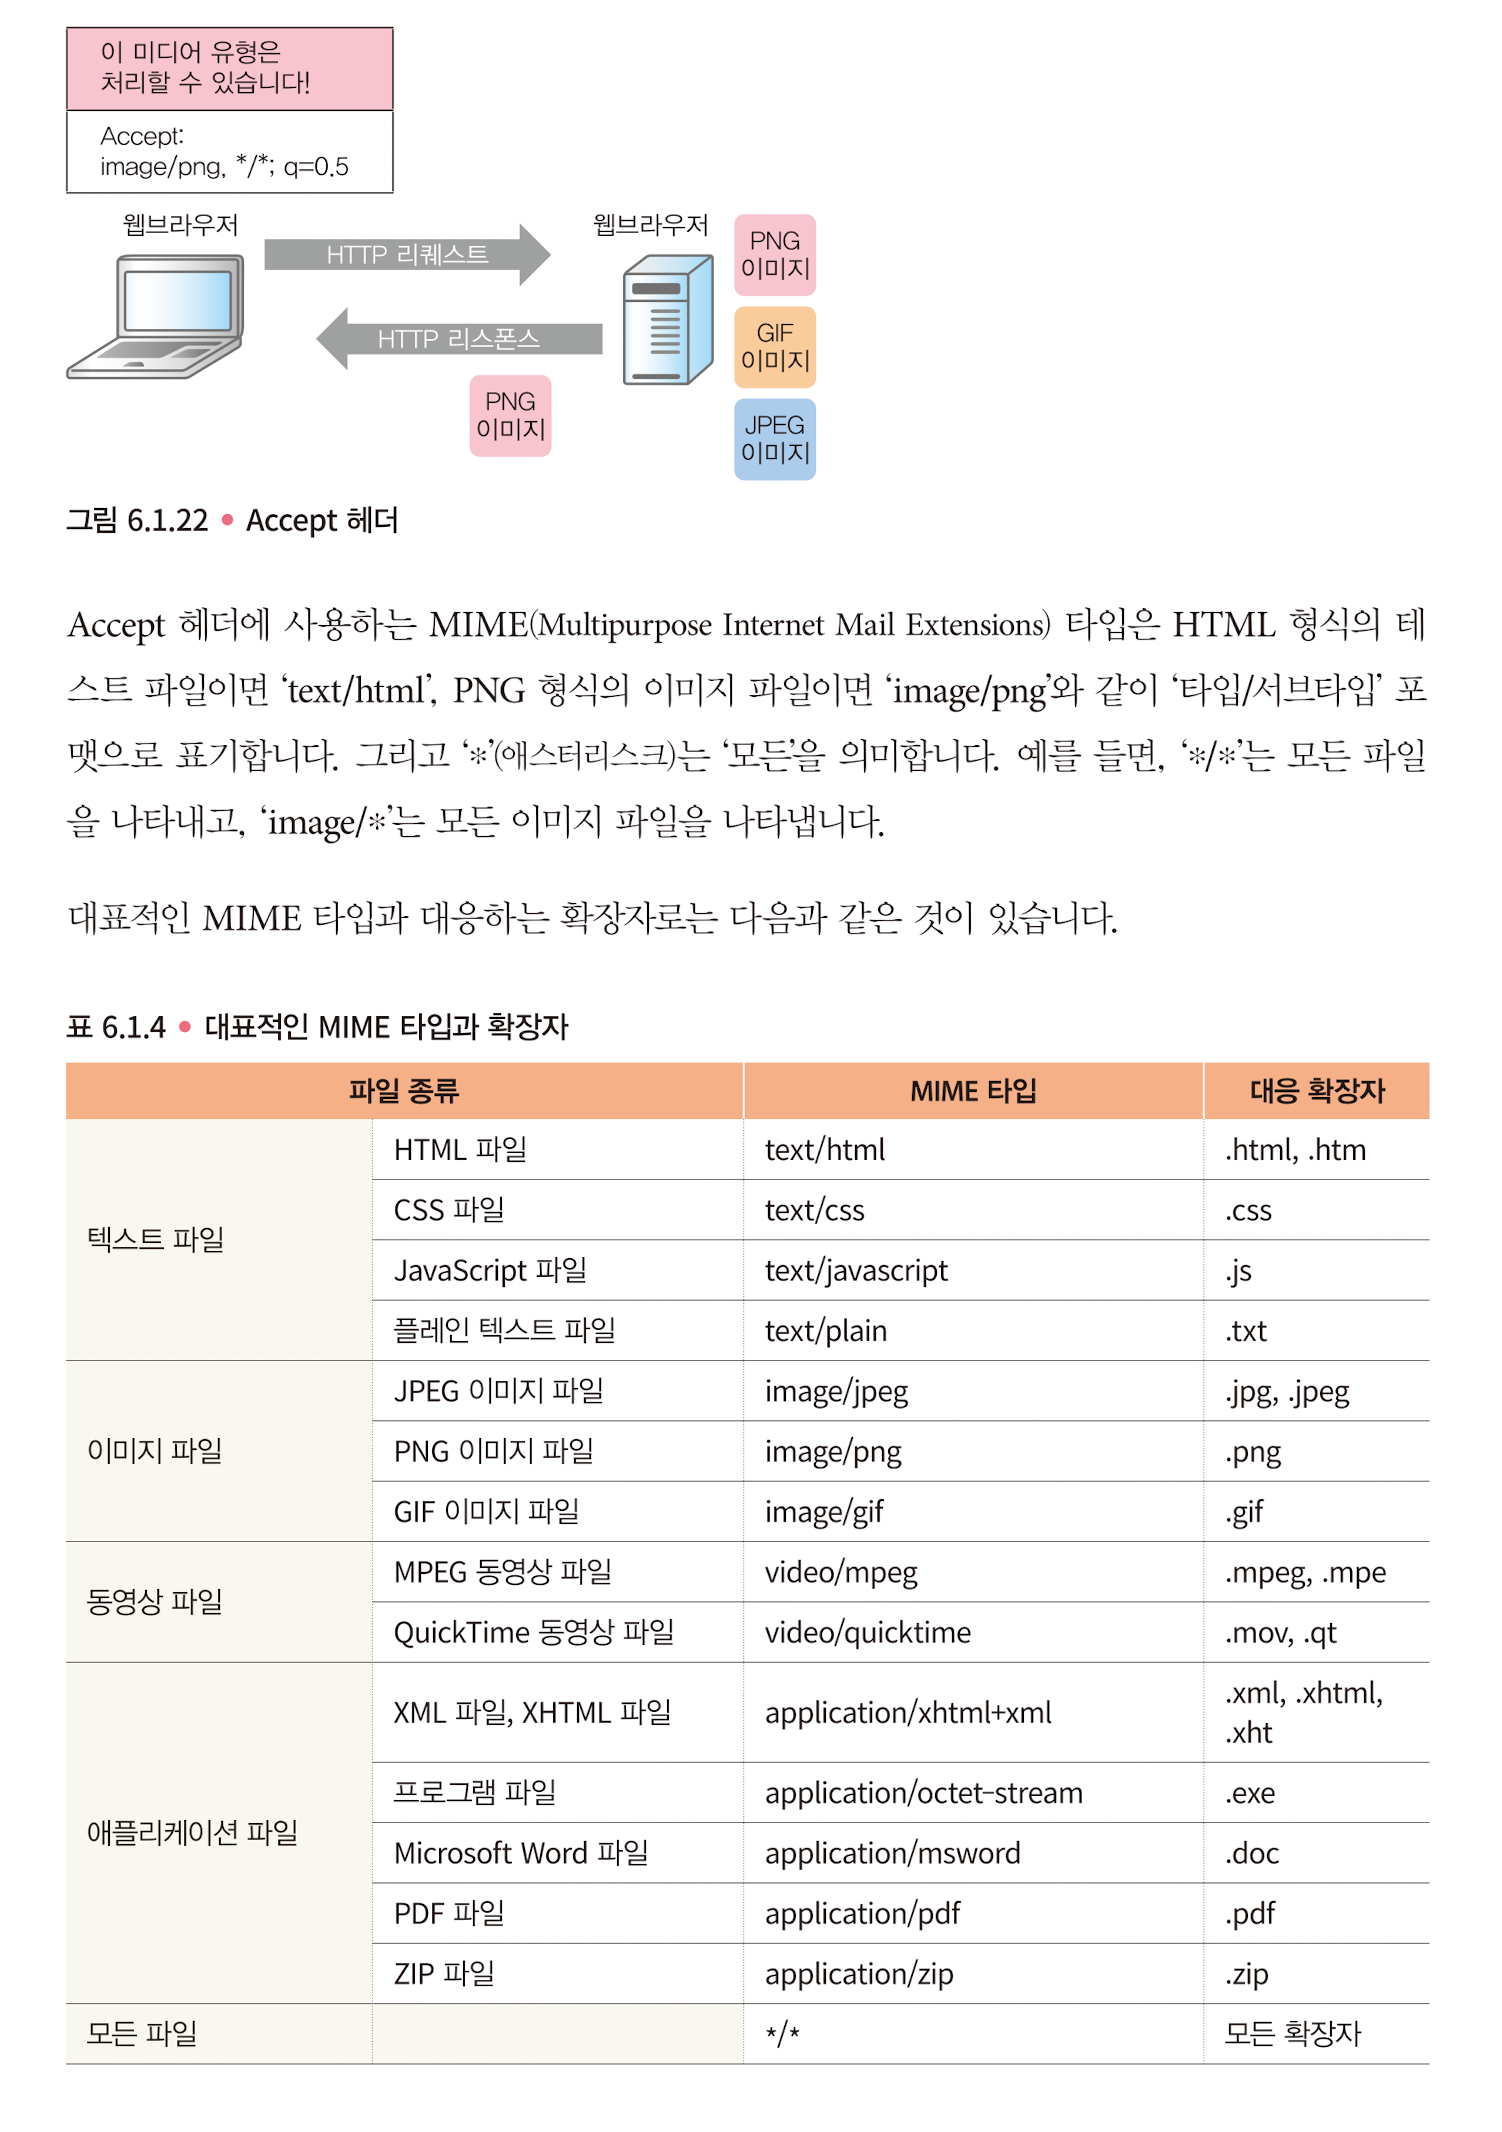 이 미디어 유형은
처리할 수 있습니다!
Accept:
image/png, */*; q=0.5
웹브라우저
HTTP 리퀘스트
웹브라우저
PNG
이미지
GIF
이미지
JPEG
이미지
HTTP 리스폰스
PNG
이미지
그림 6.1.22 • Accept 헤더
Accept 헤더에 사용하는 MIME(Multipurpose Internet Mail Extensions) 타입은 HTML 형식의 테
스트 파일이면 ‘text/html’, PNG 형식의 이미지 파일이면 ‘image/png’와 같이 ‘타입/서브타입’ 포
맷으로 표기합니다. 그리고 ‘*’(애스터리스크)는 ‘모든’을 의미합니다. 예를 들면, ‘*/*’는 모든 파일
을 나타내고, ‘image/*’는 모든 이미지 파일을 나타냅니다.
대표적인 MIME 타입과 대응하는 확장자로는 다음과 같은 것이 있습니다.
표 6.1.4 • 대표적인 MIME 타입과 확장자
파일 종류 MIME 타입 대응 확장자
텍스트 파일
HTML 파일 text/html .html, .htm
CSS 파일 text/css .css
JavaScript 파일 text/javascript .js
플레인 텍스트 파일 text/plain .txt
이미지 파일
JPEG 이미지 파일 image/jpeg .jpg, .jpeg
PNG 이미지 파일 image/png .png
GIF 이미지 파일 image/gif .gif
동영상 파일
MPEG 동영상 파일 video/mpeg .mpeg, .mpe
QuickTime 동영상 파일 video/quicktime .mov, .qt
애플리케이션 파일
XML 파일, XHTML 파일 application/xhtml+xml .xml, .xhtml,
.xht
프로그램 파일 application/octet-stream .exe
Microsoft Word 파일 application/msword .doc
PDF 파일 application/pdf .pdf
ZIP 파일 application/zip .zip
모든 파일 */* 모든 확장자